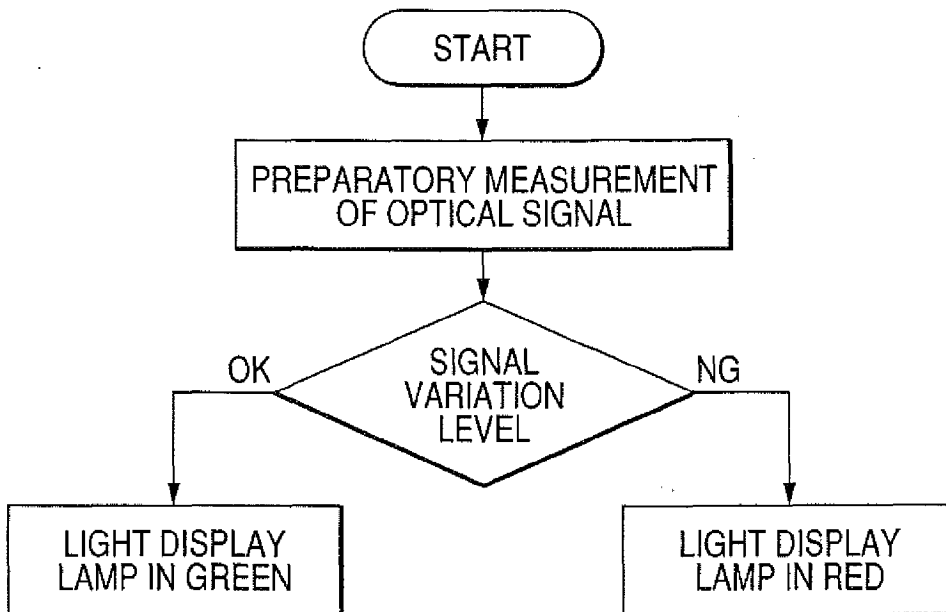 START
PREPARATORY MEASUREMENT
OF OPTICAL SIGNAL
SIGNAL
VARIATION
LEVEL
OK
NG
LIGHT DISPLAY
LAMP IN GREEN
LIGHT DISPLAY
LAMP IN RED